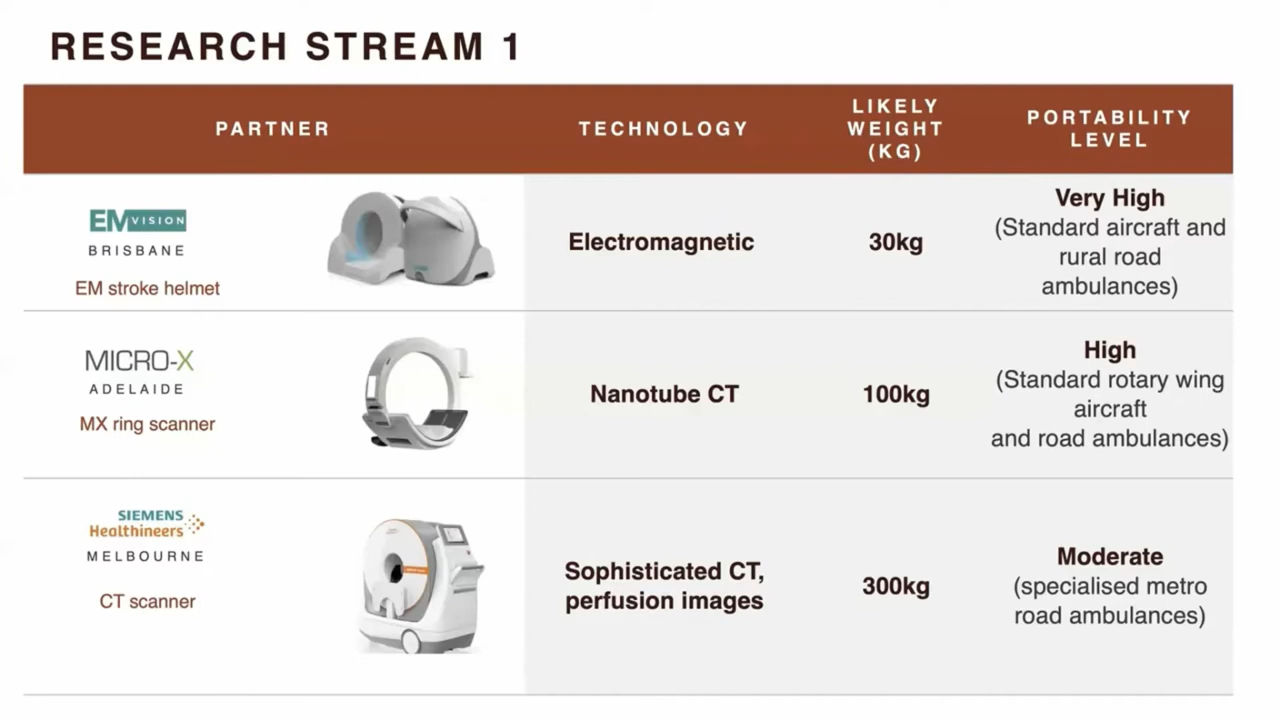 RESEARCH STREAM 1
PARTNER
TECHNOLOGY
LIKELY
WEIGHT
(KG)
PORTABILITY
LEVEL
EMVISION
BRISBANE
EM stroke helmet
Electromagnetic
30kg
Very High
(Standard aircraft and
rural road
ambulances)
MICRO-X
ADELAIDE
MX ring scanner
Nanotube CT
100kg
High
(Standard rotary wing
aircraft
and road ambulances)
SIEMENS
Healthineers
MELBOURNE
CT scanner
Sophisticated CT,
perfusion images
300kg
Moderate
(specialised metro
road ambulances)